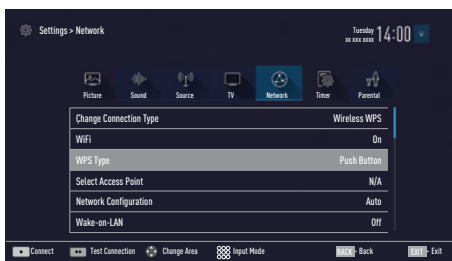 Settings > Network
Tuesday 14:00
xx xxx xxxx
Picture Sound Source TV Network Timer Parental
Change Connection Type Wireless WPS
WiFi On
WPS Type Push Button
Select Access Point N/A
Network Configuration Auto
Wake-on-LAN Off
Connect Test Connection Change Area Input Mode BACK - Back EXIT - Exit